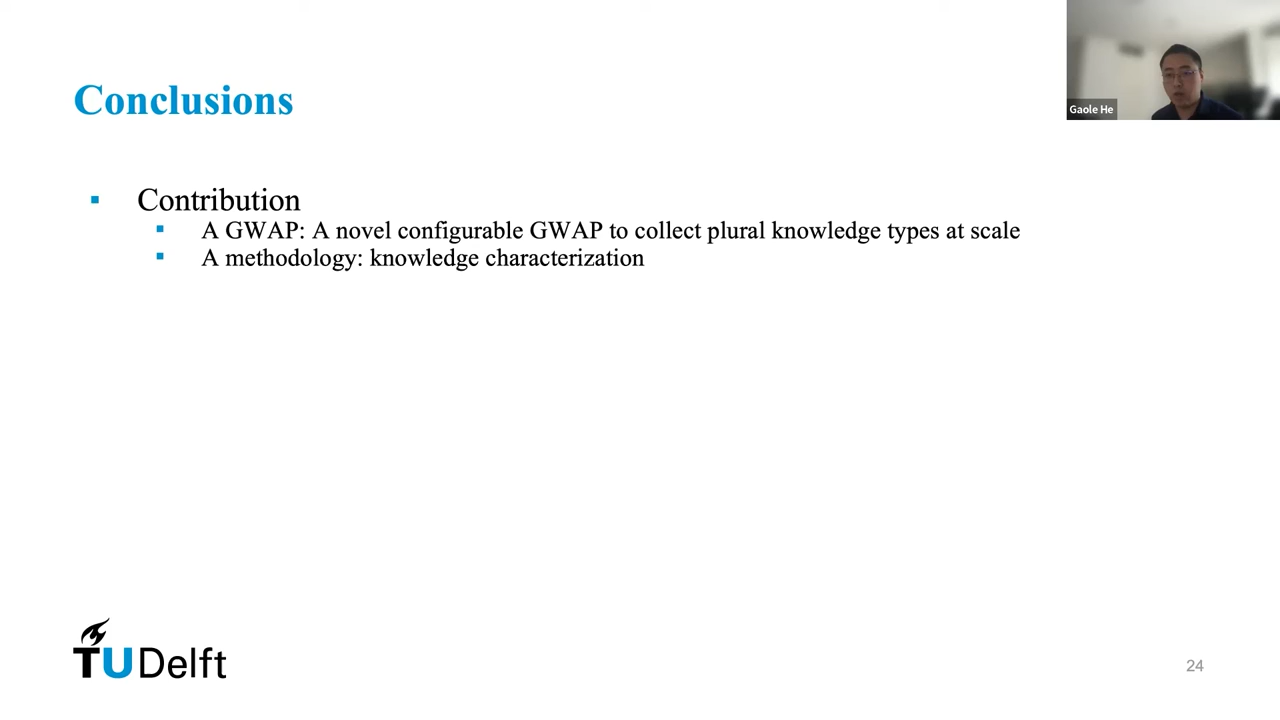 Conclusions
Gaole He
Contribution
A GWAP: A novel configurable GWAP to collect plural knowledge types at scale
A methodology: knowledge characterization
TU Delft
24